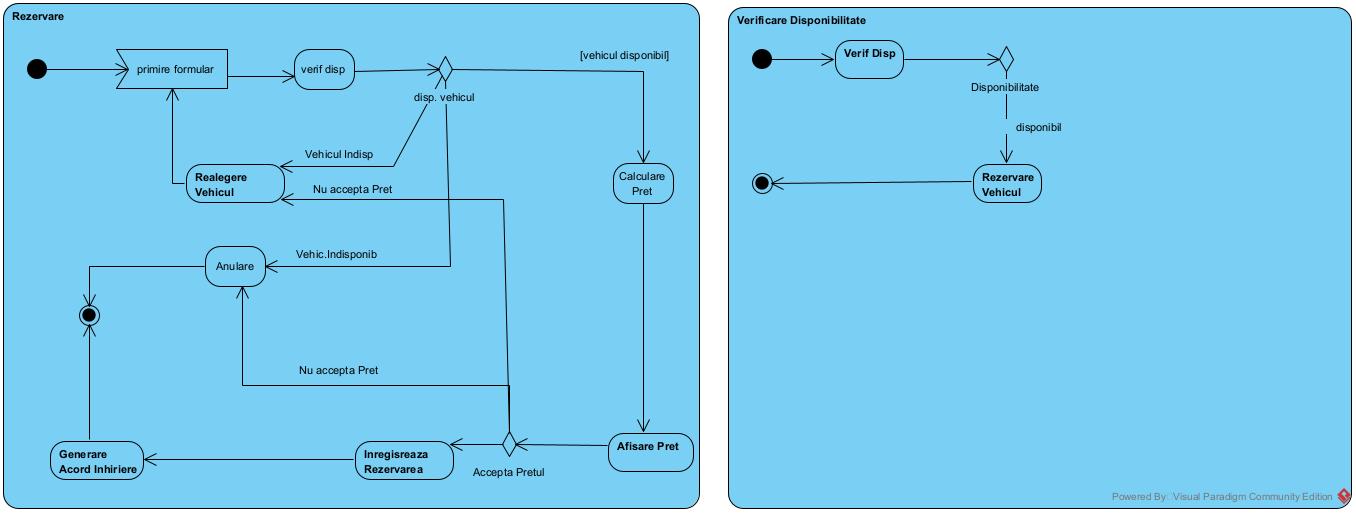 Rezervare
primire formular
verif disp
[vehicul disponibil]
disp. vehicul
Vehicul Indisp
Realegere
Vehicul
Nu accepta Pret
Calculare
Pret
Anulare
Vehic.Indisponib
Nu accepta Pret
Generare
Acord Inhiriere
Inregisreaza
Rezervarea
Accepta Pretul
Afisare Pret
Verificare Disponibilitate
Verif Disp
Disponibilitate
disponibil
Rezervare
Vehicul
Powered By: Visual Paradigm Community Edition